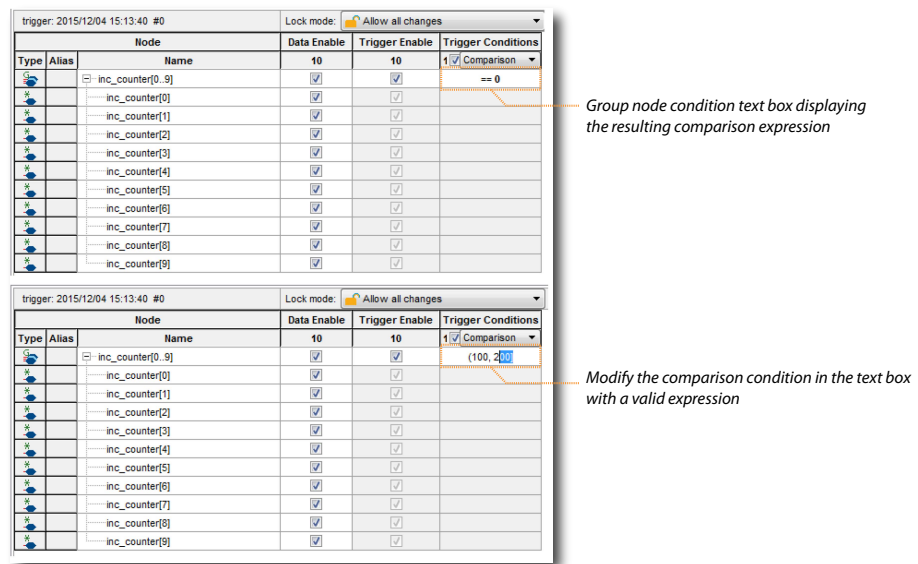 trigger: 2015/12/04 15:13:40 #0 Lock mode: Allow all changes
Node Data Enable Trigger Enable Trigger Conditions
Type Alias Name 10 10 1 Comparison
G inc_counter[0..9] == 0
* inc_counter[0]
* inc_counter[1]
* inc_counter[2]
* inc_counter[3]
* inc_counter[4]
* inc_counter[5]
* inc_counter[6]
* inc_counter[7]
* inc_counter[8]
* inc_counter[9]
Group node condition text box displaying
the resulting comparison expression
trigger: 2015/12/04 15:13:40 #0 Lock mode: Allow all changes
Node Data Enable Trigger Enable Trigger Conditions
Type Alias Name 10 10 1 Comparison
G inc_counter[0..9] (100, 200]
* inc_counter[0]
* inc_counter[1]
* inc_counter[2]
* inc_counter[3]
* inc_counter[4]
* inc_counter[5]
* inc_counter[6]
* inc_counter[7]
* inc_counter[8]
* inc_counter[9]
Modify the comparison condition in the text box
with a valid expression